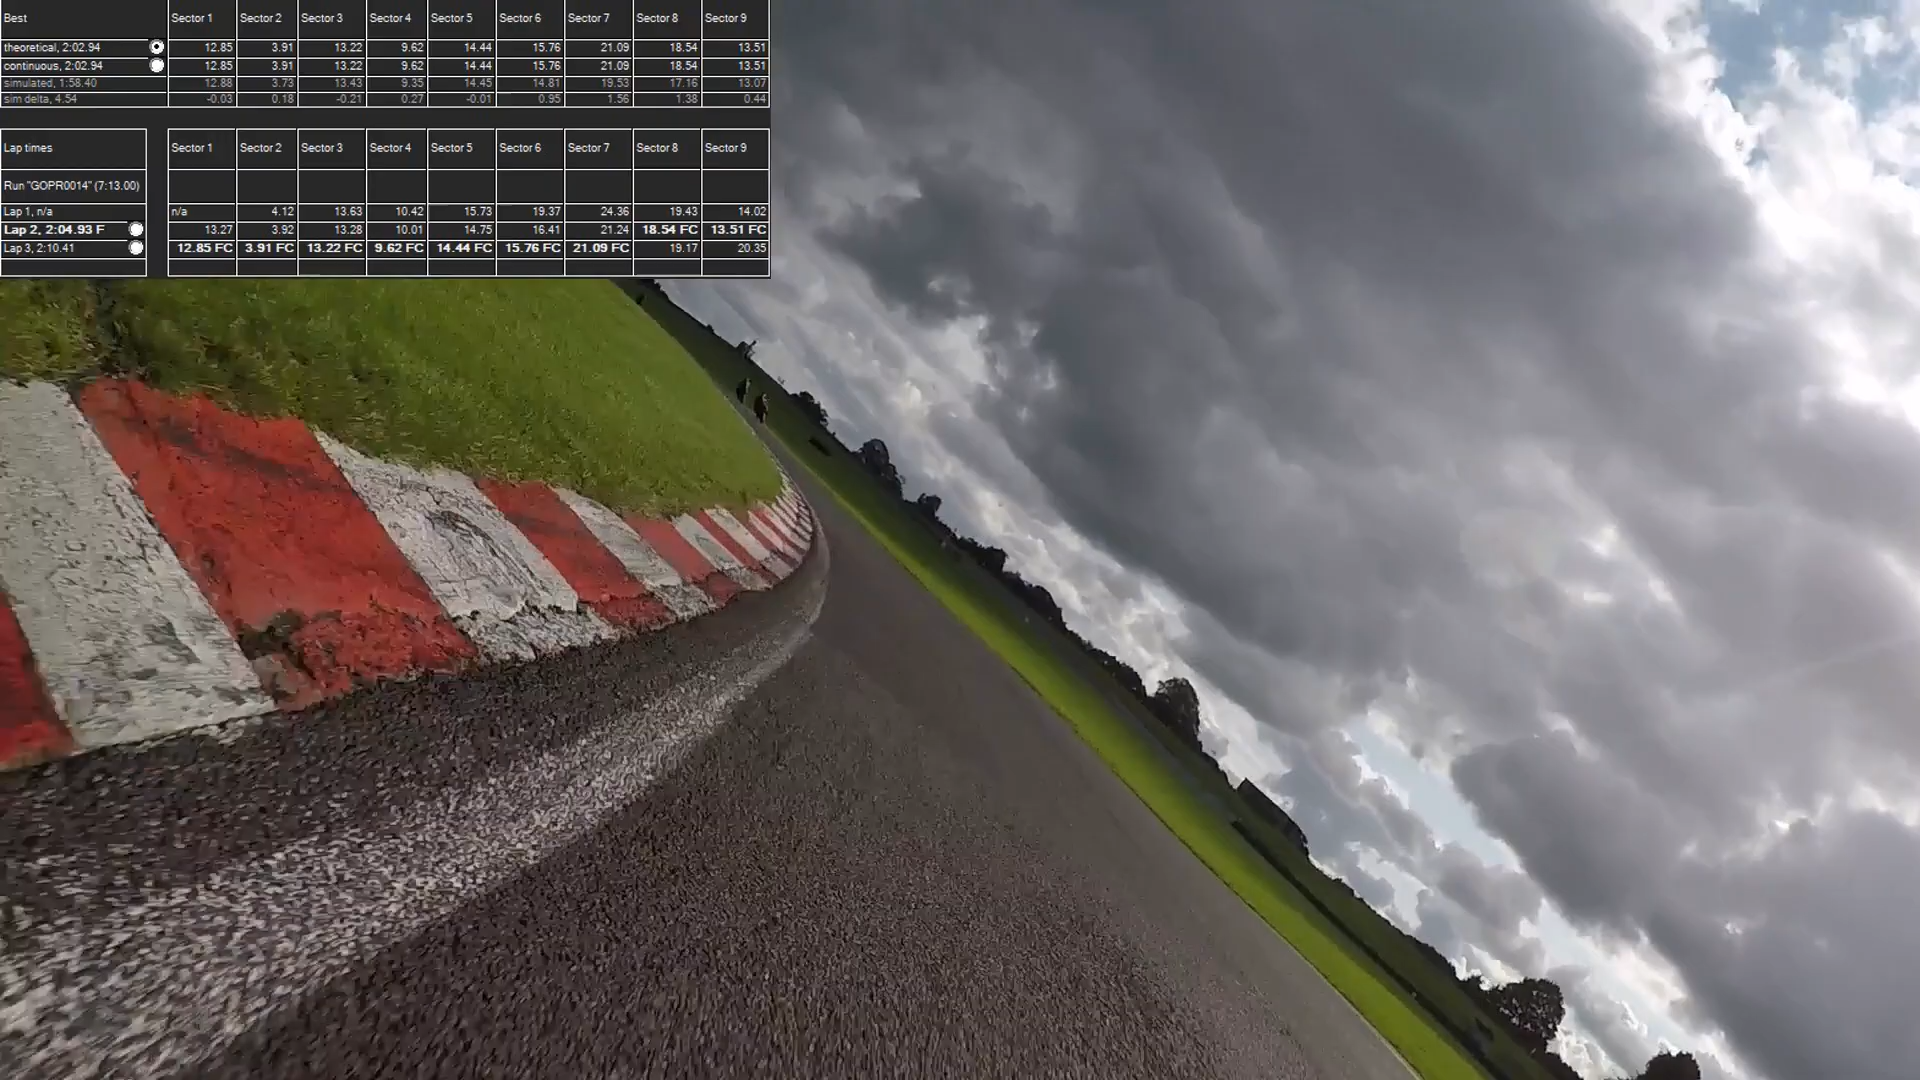 Best Sector 1 Sector 2 Sector 3 Sector 4 Sector 5 Sector 6 Sector 7 Sector 8 Sector 9
theoretical, 2:02.94 12.85 3.91 13.22 9.62 14.44 15.76 21.09 18.54 13.51
continuous, 2:02.94 12.85 3.91 13.22 9.62 14.44 15.76 21.09 18.54 13.51
simulated, 1:58.40 12.88 3.73 13.43 9.35 14.45 14.81 19.53 17.16 13.07
sim delta, 4.54 -0.03 0.18 -0.21 0.27 -0.01 0.95 1.56 1.38 0.44
Lap times Sector 1 Sector 2 Sector 3 Sector 4 Sector 5 Sector 6 Sector 7 Sector 8 Sector 9
Run "GOPR0014" (7:13.00)
Lap 1, n/a n/a 4.12 13.63 10.42 15.73 19.37 24.36 19.43 14.02
Lap 2, 2:04.93 F 13.27 3.92 13.28 10.01 14.75 16.41 21.24 18.54 FC 13.51 FC
Lap 3, 2:10.41 12.85 FC 3.91 FC 13.22 FC 9.62 FC 14.44 FC 15.76 FC 21.09 FC 19.17 20.35